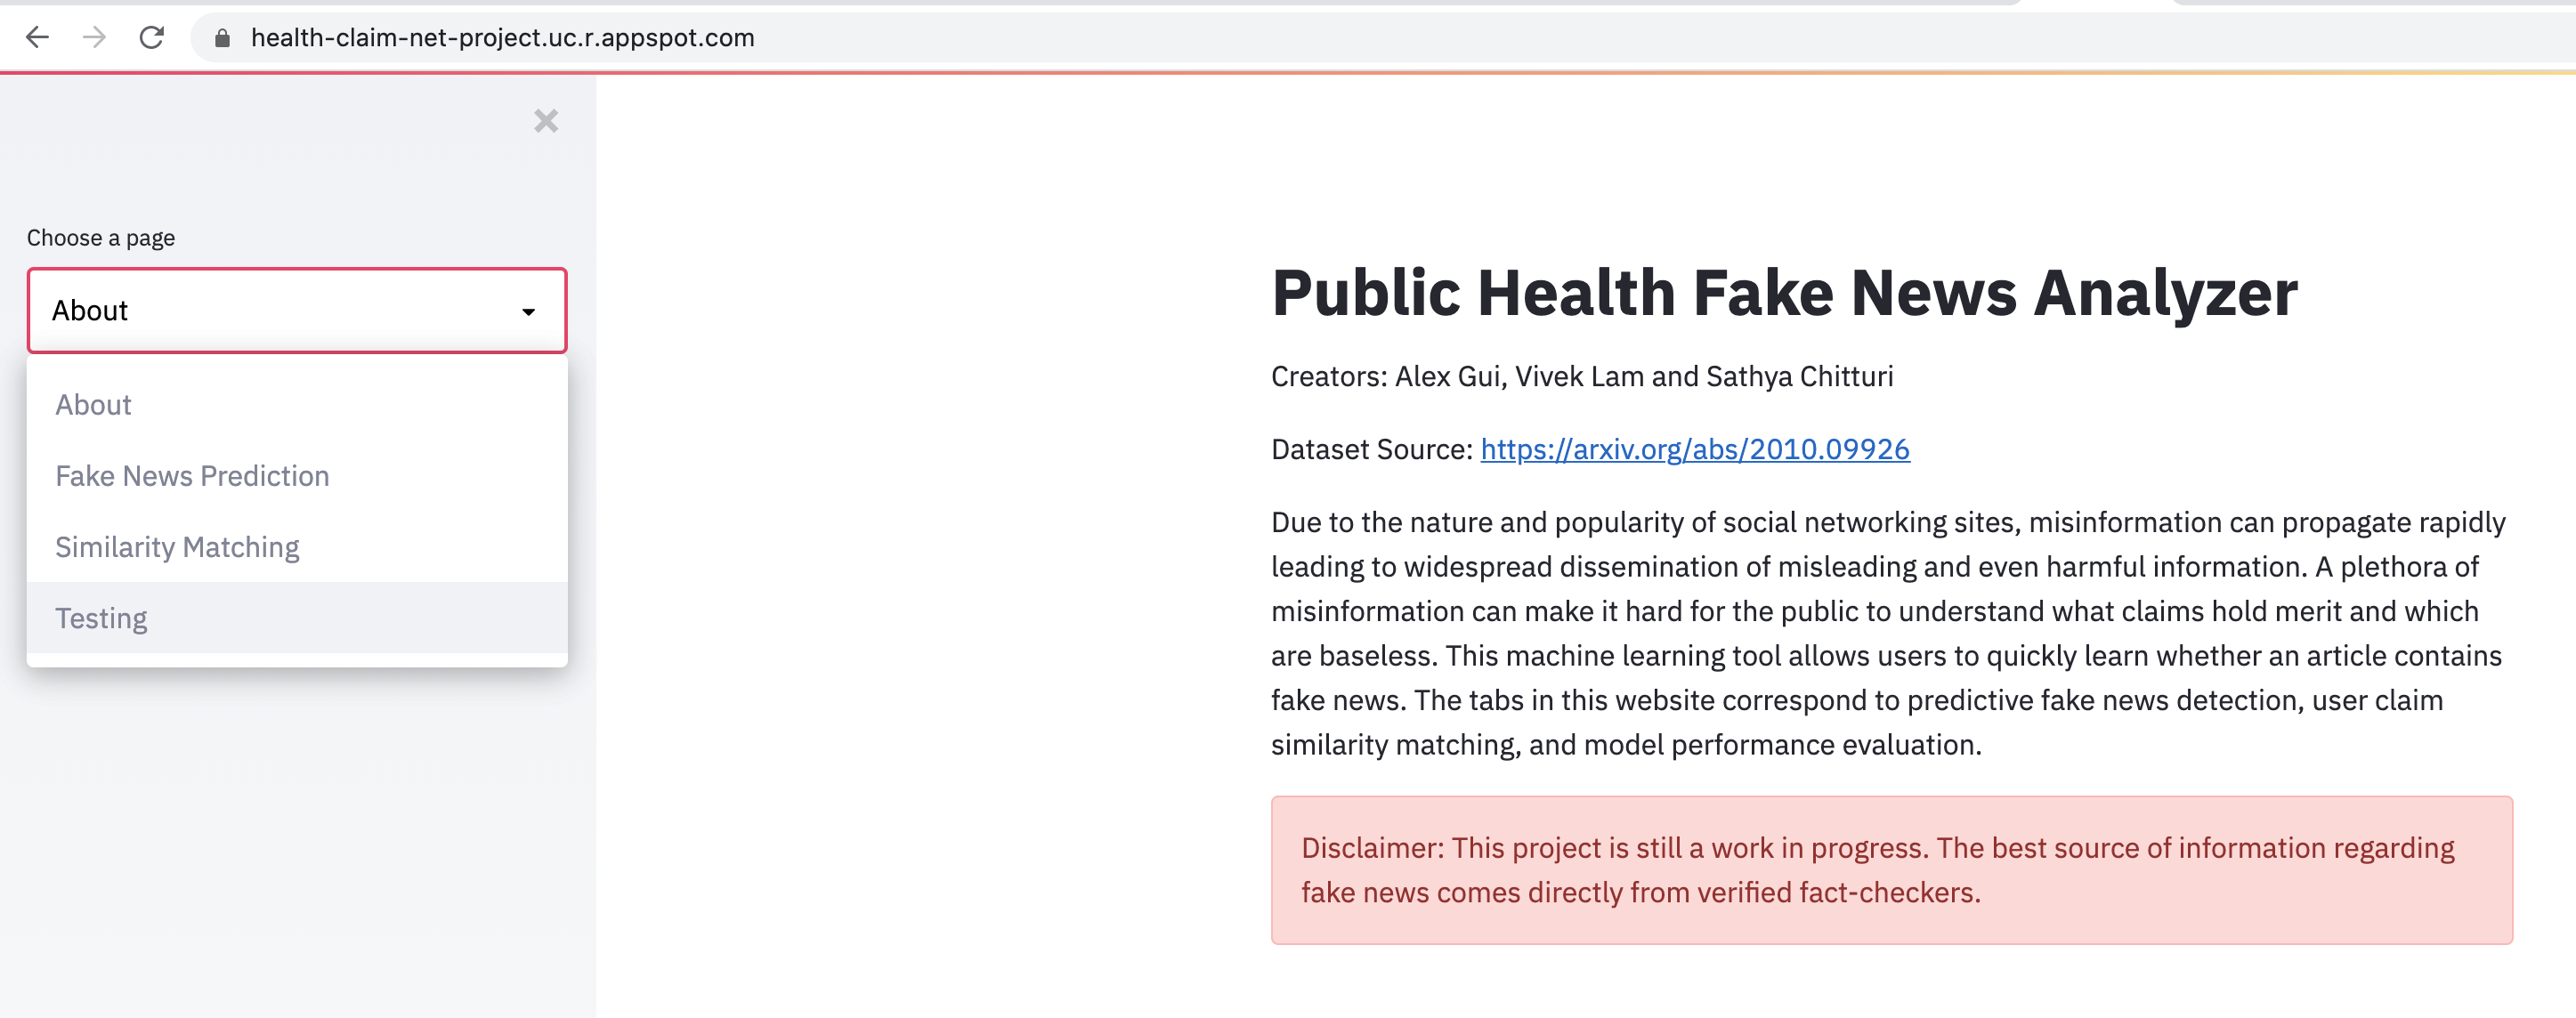 health-claim-net-project.uc.r.appspot.com
Choose a page
About
About
Fake News Prediction
Similarity Matching
Testing
Public Health Fake News Analyzer
Creators: Alex Gui, Vivek Lam and Sathya Chitturi
Dataset Source: https://arxiv.org/abs/2010.09926
Due to the nature and popularity of social networking sites, misinformation can propagate rapidly
leading to widespread dissemination of misleading and even harmful information. A plethora of
misinformation can make it hard for the public to understand what claims hold merit and which
are baseless. This machine learning tool allows users to quickly learn whether an article contains
fake news. The tabs in this website correspond to predictive fake news detection, user claim
similarity matching, and model performance evaluation.
Disclaimer: This project is still a work in progress. The best source of information regarding
fake news comes directly from verified fact-checkers.